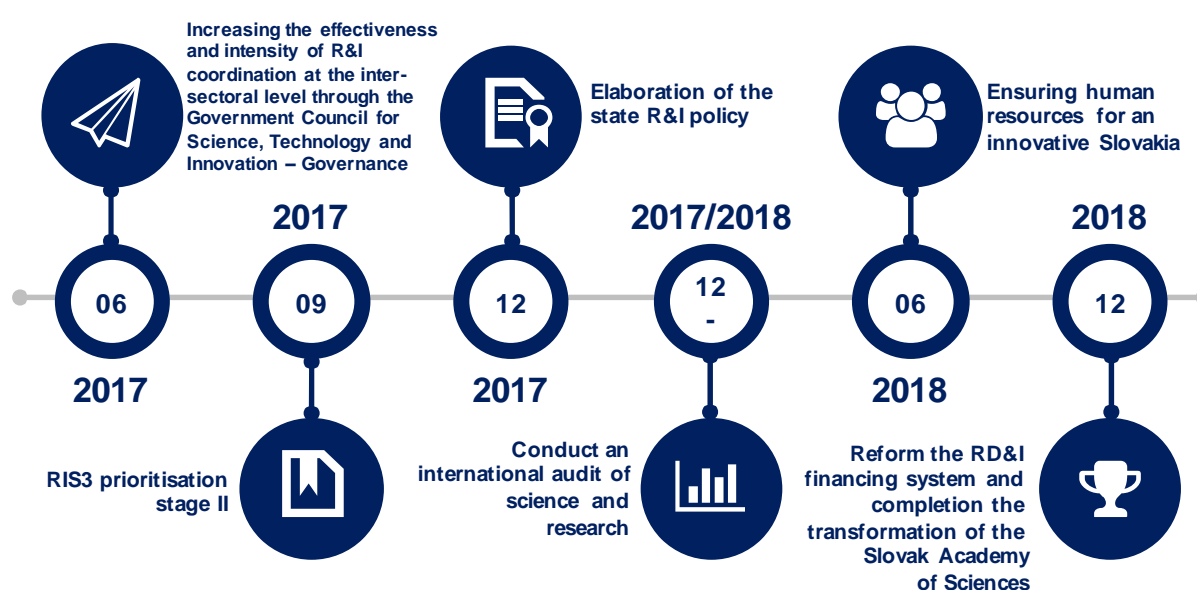 Increasing the effectiveness
and intensity of R&I
coordination at the inter-
sectoral level through the
Government Council for
Science, Technology and
Innovation – Governance
06
2017
2017
09
RIS3 prioritisation
stage II
Elaboration of the
state R&I policy
12
2017
2017/2018
12
-
Conduct an
international audit of
science and
research
Ensuring human
resources for an
innovative Slovakia
06
2018
2018
12
Reform the RD&I
financing system and
completion the
transformation of the
Slovak Academy
of Sciences